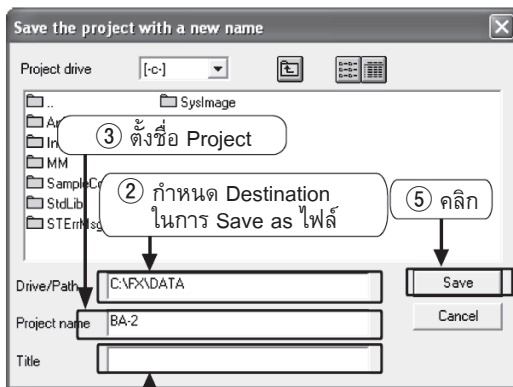 Save the project with a new name
Project drive
[-c-]
..
SysImage
MM
StdLib
③ ตั้งชื่อ Project
② กำหนด Destination
ในการ Save as ไฟล์
⑤ คลิก
Drive/Path
C:\FX\DATA
Save
Project name
BA-2
Cancel
Title